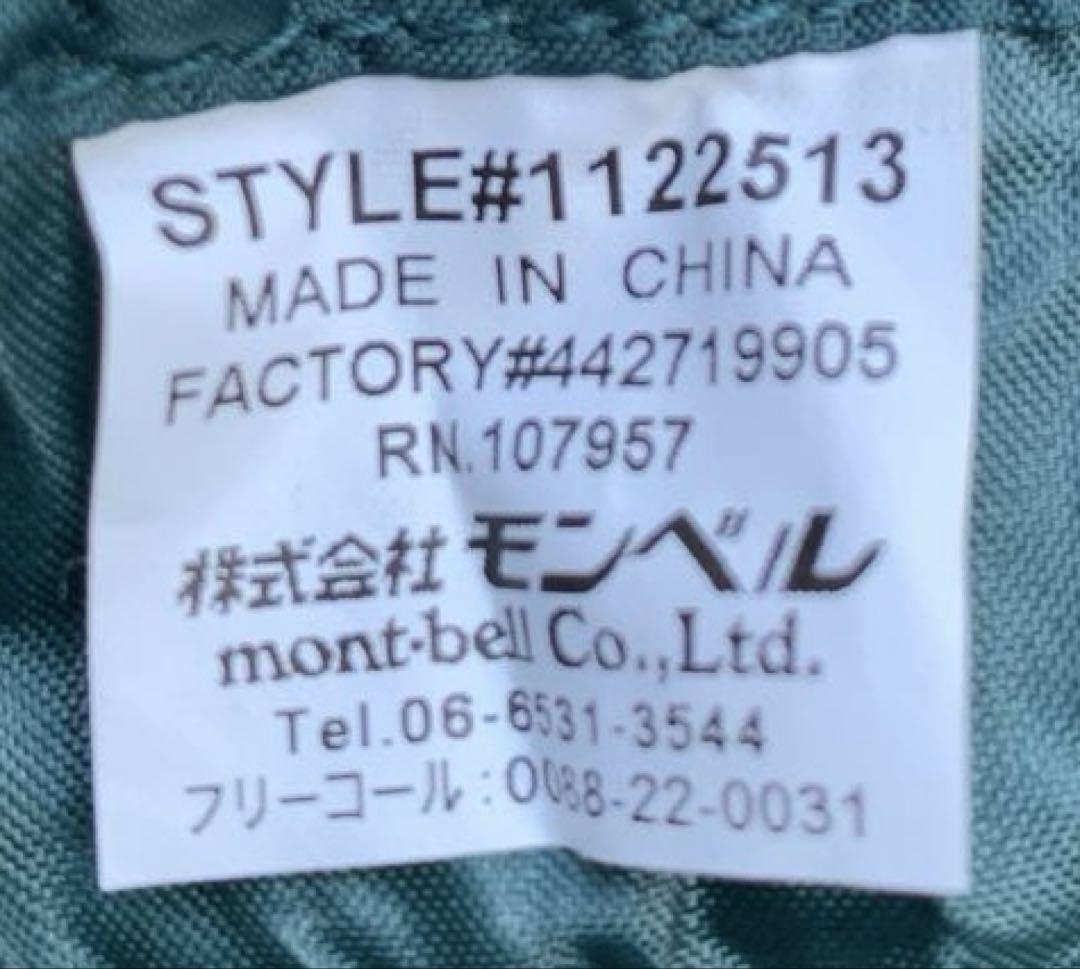 STYLE#1122513
MADE IN CHINA
FACTORY#442719905
RN.107957
株式会社 モンベル
mont-bell Co.,Ltd.
Tel.06-6531-3544
フリーコール:0088-22-0031